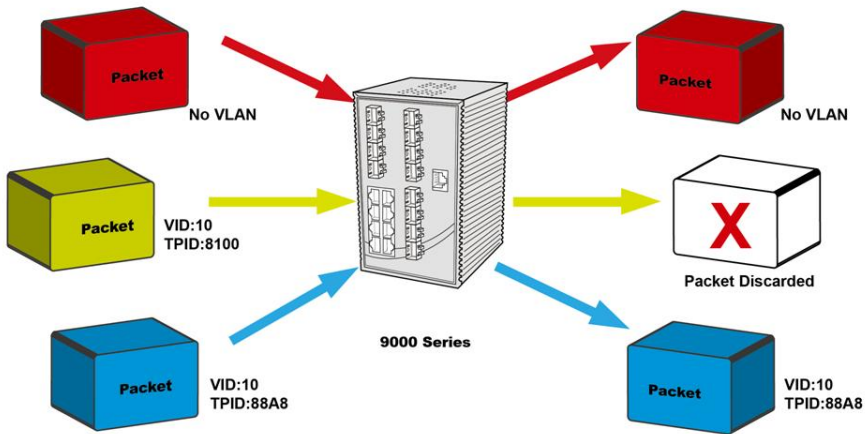 Packet
No VLAN
Packet
No VLAN
Packet
VID:10
TPID:8100
X
Packet Discarded
9000 Series
Packet
VID:10
TPID:88A8
Packet
VID:10
TPID:88A8